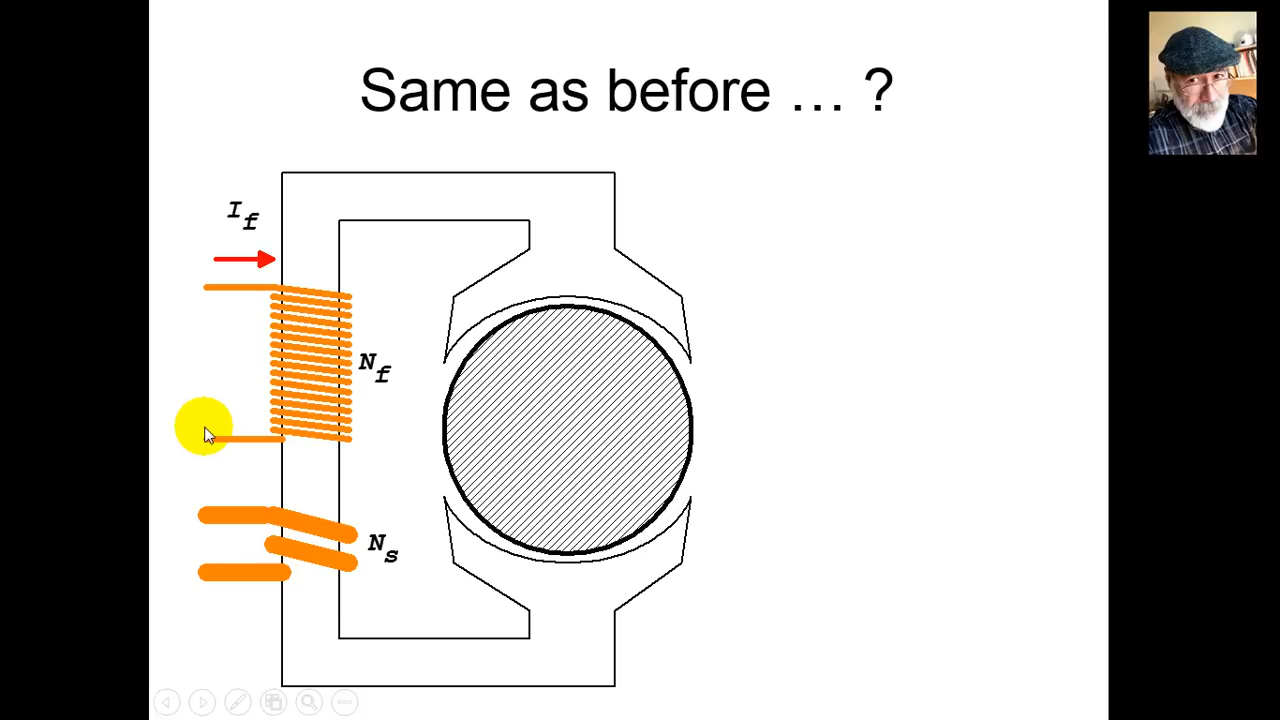 Same as before … ?
I_f
N_f
N_s